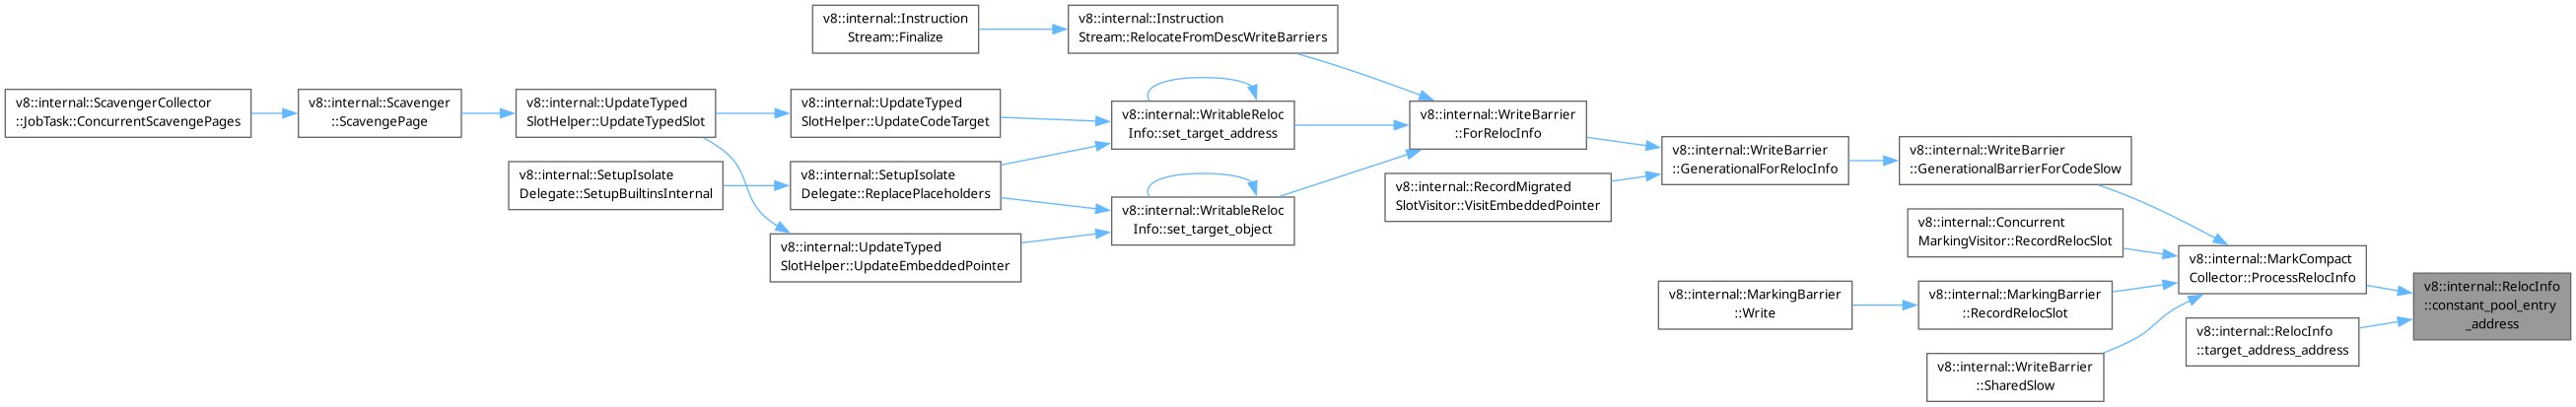 v8::internal::Instruction
Stream::Finalize
v8::internal::Instruction
Stream::RelocateFromDescWriteBarriers
v8::internal::ScavengerCollector
::JobTask::ConcurrentScavengePages
v8::internal::Scavenger
::ScavengePage
v8::internal::UpdateTyped
SlotHelper::UpdateTypedSlot
v8::internal::UpdateTyped
SlotHelper::UpdateCodeTarget
v8::internal::WritableReloc
Info::set_target_address
v8::internal::WriteBarrier
::ForRelocInfo
v8::internal::SetupIsolate
Delegate::SetupBuiltinsInternal
v8::internal::SetupIsolate
Delegate::ReplacePlaceholders
v8::internal::WritableReloc
Info::set_target_object
v8::internal::UpdateTyped
SlotHelper::UpdateEmbeddedPointer
v8::internal::RecordMigrated
SlotVisitor::VisitEmbeddedPointer
v8::internal::WriteBarrier
::GenerationalForRelocInfo
v8::internal::WriteBarrier
::GenerationalBarrierForCodeSlow
v8::internal::Concurrent
MarkingVisitor::RecordRelocSlot
v8::internal::MarkingBarrier
::Write
v8::internal::MarkingBarrier
::RecordRelocSlot
v8::internal::WriteBarrier
::SharedSlow
v8::internal::MarkCompact
Collector::ProcessRelocInfo
v8::internal::RelocInfo
::target_address_address
v8::internal::RelocInfo
::constant_pool_entry
_address